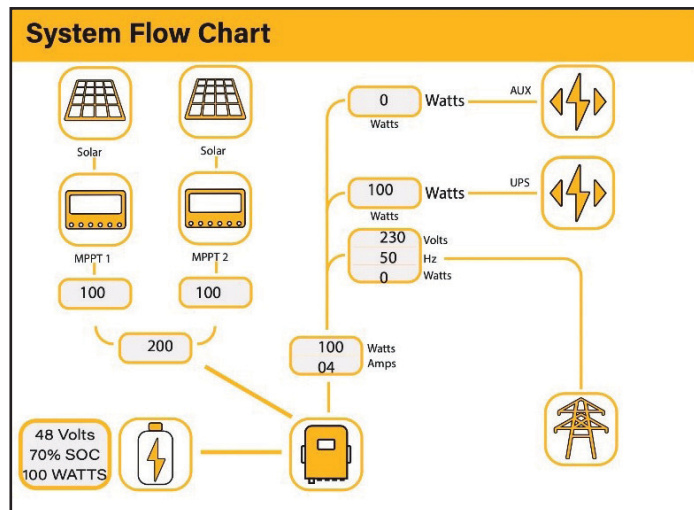 System Flow Chart
Solar
Solar
MPPT 1
MPPT 2
100
100
200
48 Volts
70% SOC
100 WATTS
0 Watts
Watts
AUX
100 Watts
Watts
UPS
230 Volts
50 Hz
0 Watts
100 Watts
04 Amps